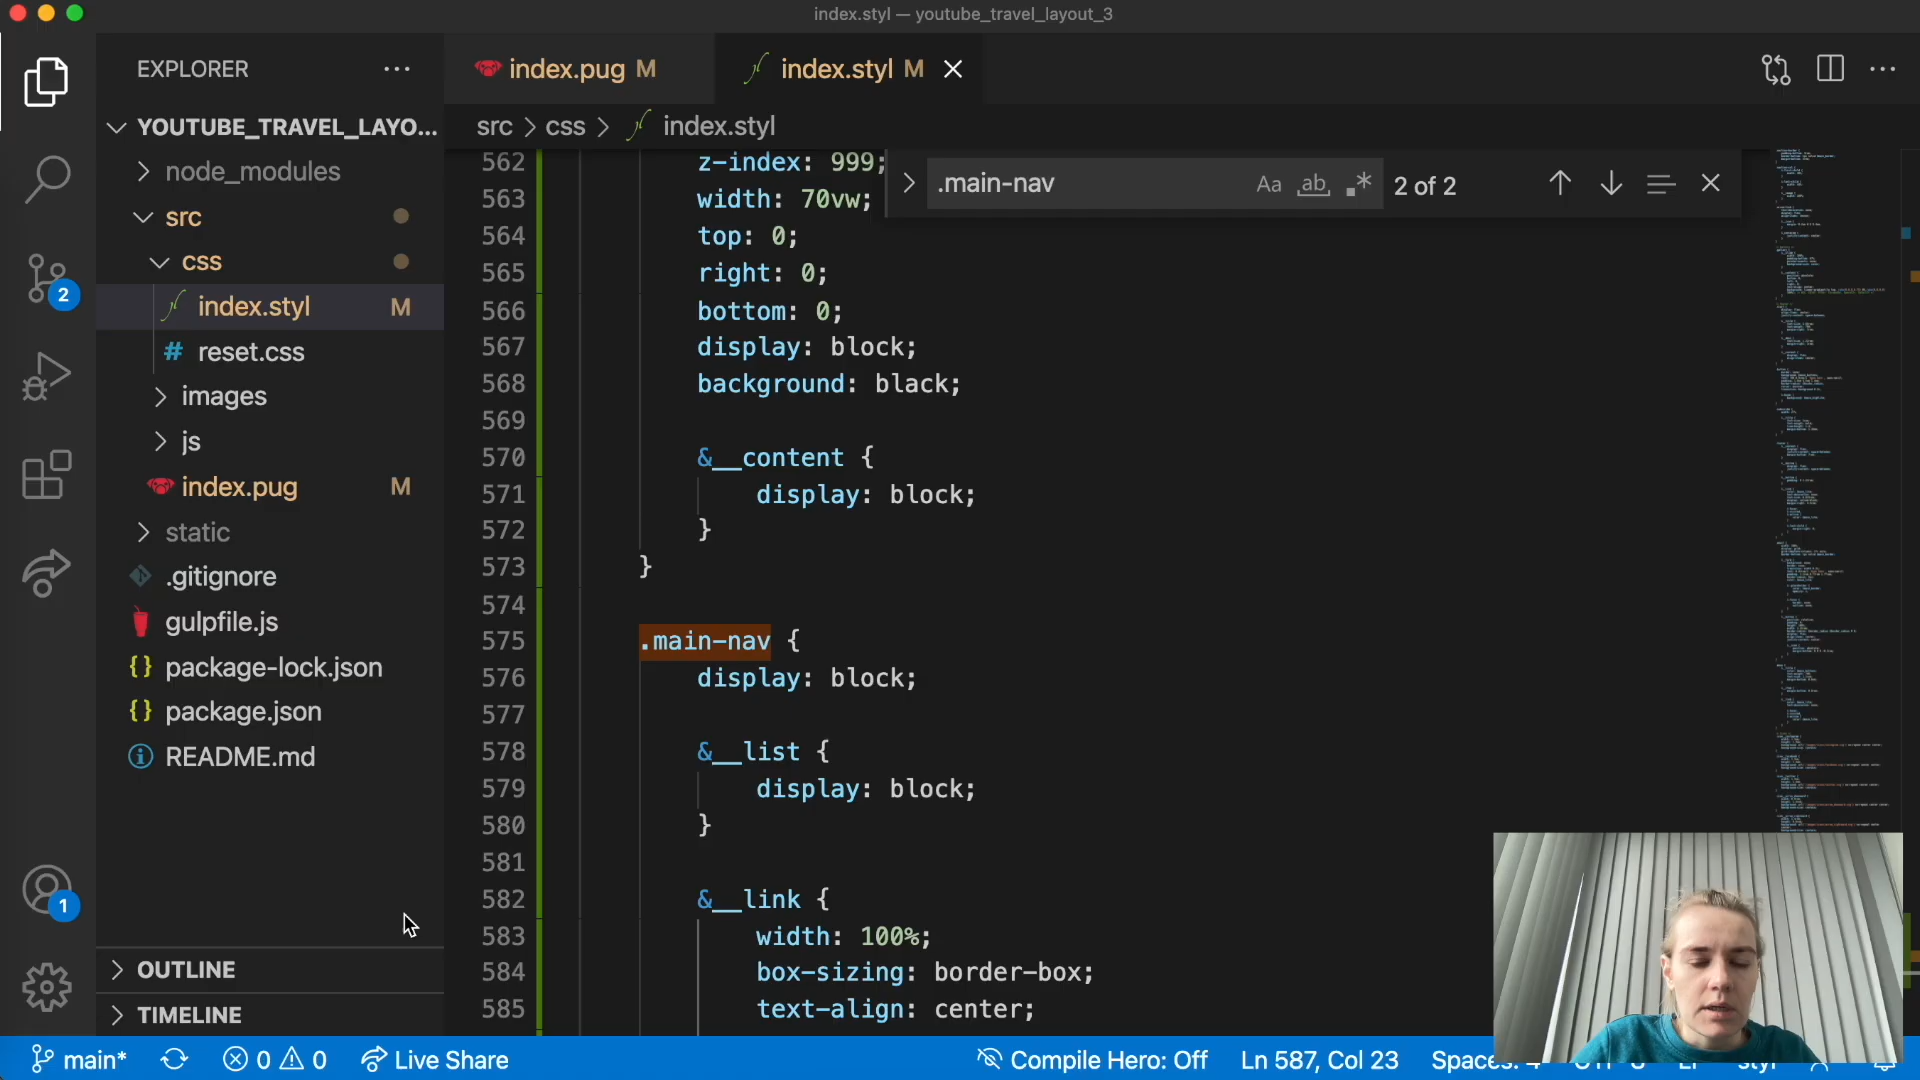 index.styl — youtube_travel_layout_3
EXPLORER
index.pug M
index.styl M
YOUTUBE_TRAVEL_LAYO...
src > css > index.styl
node_modules
src
css
index.styl M
reset.css
images
js
index.pug M
static
.gitignore
gulpfile.js
package-lock.json
package.json
README.md
OUTLINE
TIMELINE
.main-nav
Aa ab .* 2 of 2
562 z-index: 999;
563 width: 70vw;
564 top: 0;
565 right: 0;
566 bottom: 0;
567 display: block;
568 background: black;
569
570 &__content {
571 display: block;
572 }
573 }
574
575 .main-nav {
576 display: block;
577
578 &__list {
579 display: block;
580 }
581
582 &__link {
583 width: 100%;
584 box-sizing: border-box;
585 text-align: center;
2
1
main* 0 0 Live Share
Compile Hero: Off Ln 587, Col 23